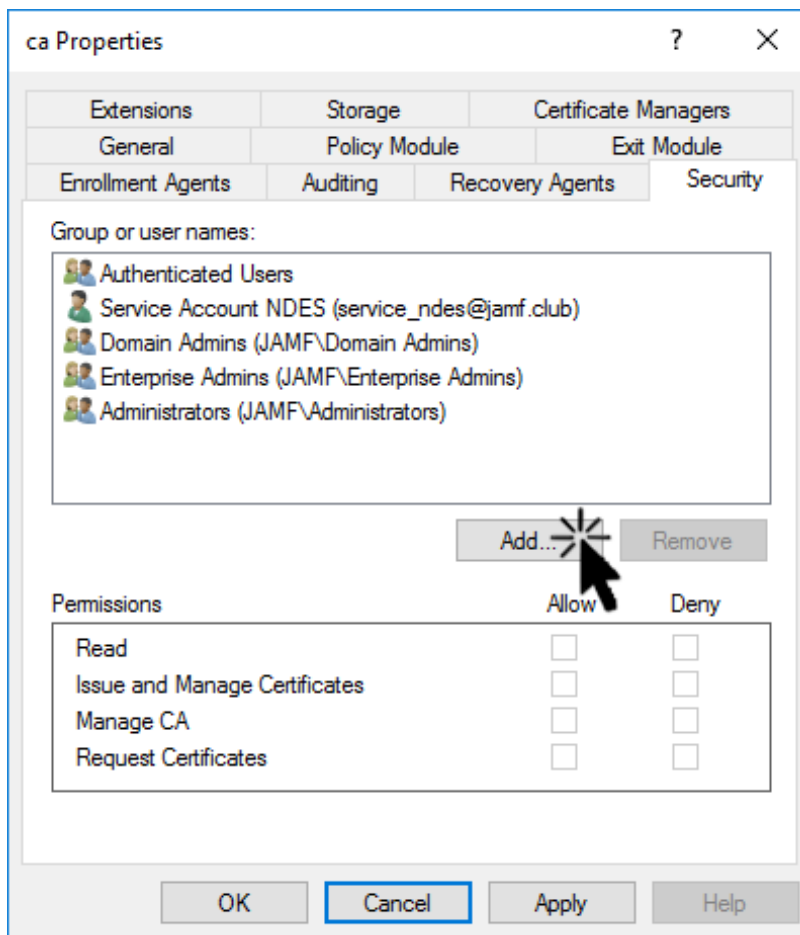 ca Properties ? X
Extensions Storage Certificate Managers
General Policy Module Exit Module
Enrollment Agents Auditing Recovery Agents Security
Group or user names:
Authenticated Users
Service Account NDES (service_ndes@jamf.club)
Domain Admins (JAMF\Domain Admins)
Enterprise Admins (JAMF\Enterprise Admins)
Administrators (JAMF\Administrators)
Add... Remove
Permissions Allow Deny
Read
Issue and Manage Certificates
Manage CA
Request Certificates
OK Cancel Apply Help